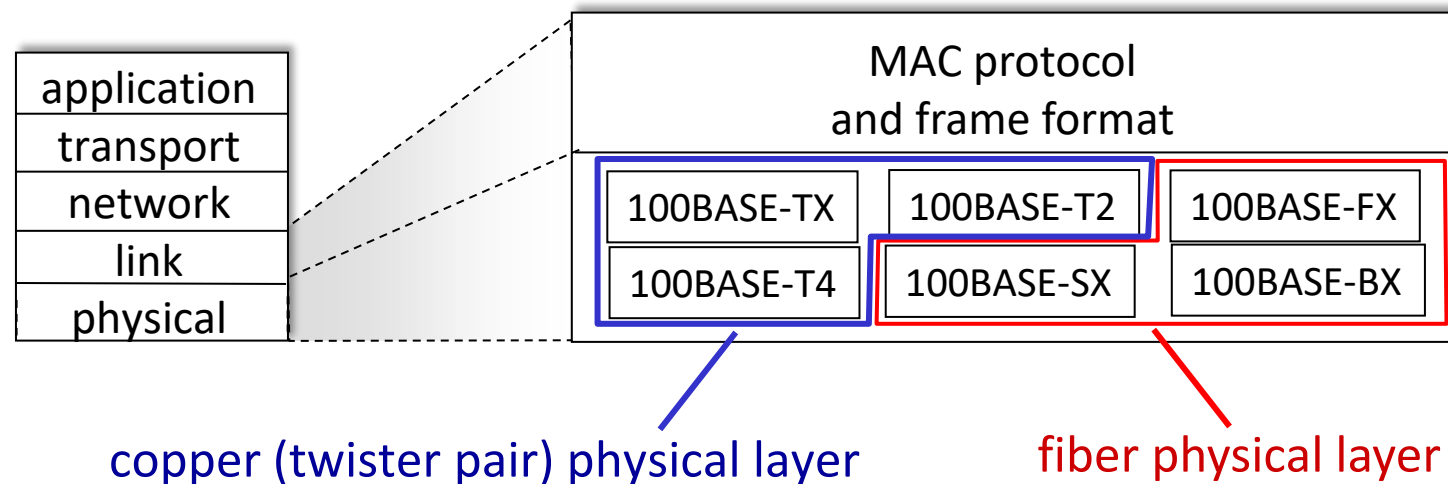 application
transport
network
link
physical
MAC protocol
and frame format
100BASE-TX
100BASE-T2
100BASE-FX
100BASE-T4
100BASE-SX
100BASE-BX
copper (twister pair) physical layer
fiber physical layer